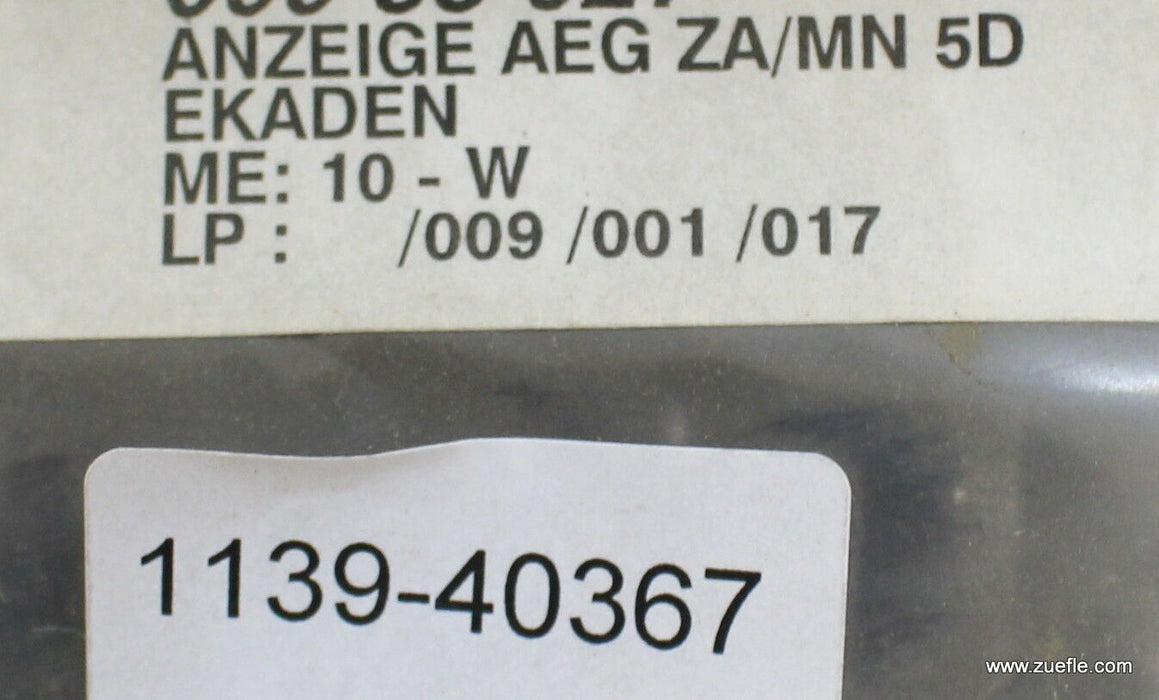 ANZEIGE AEG ZA/MN 5D
EKADEN
ME: 10 - W
LP : /009 /001 /017
1139-40367
www.zuefle.com